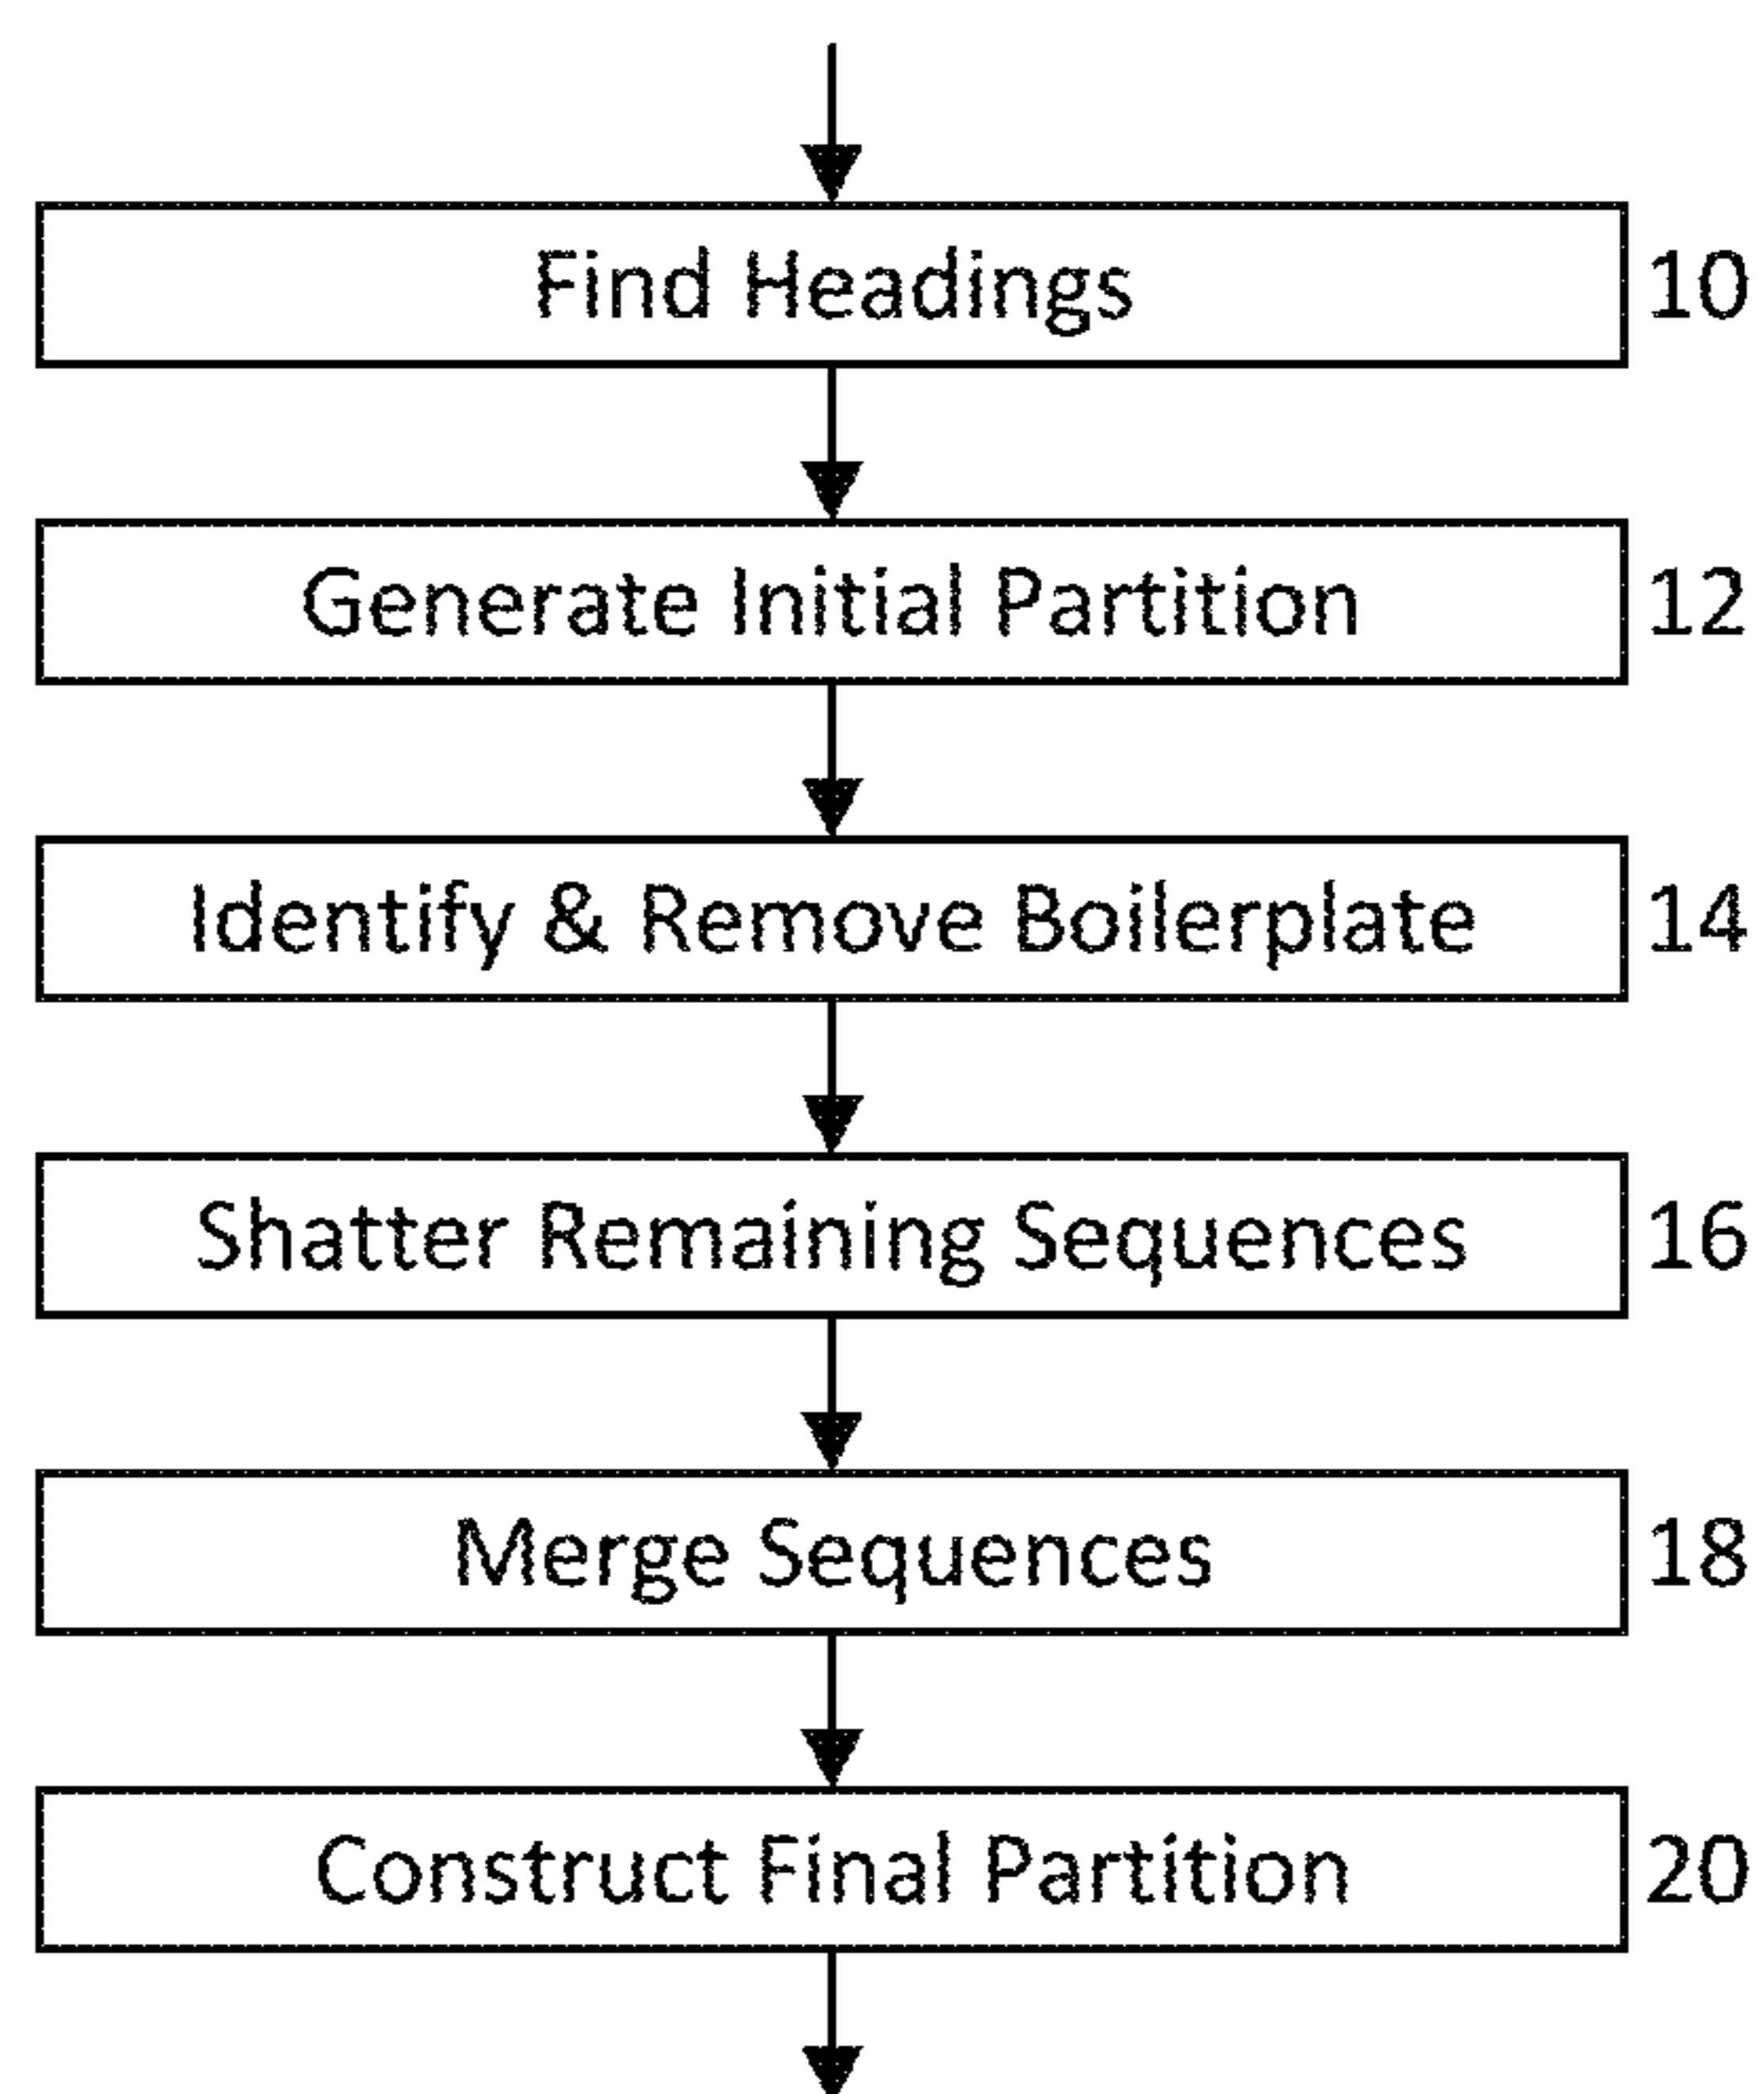 Find Headings 10
Generate Initial Partition 12
Identify & Remove Boilerplate 14
Shatter Remaining Sequences 16
Merge Sequences 18
Construct Final Partition 20